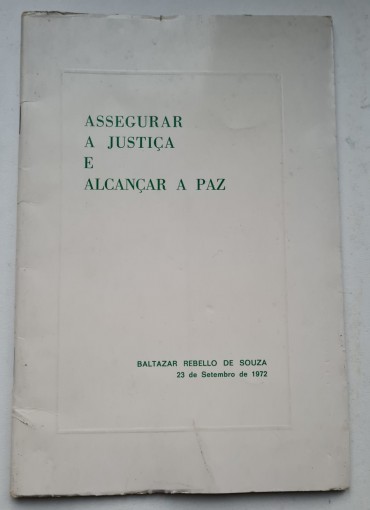 ASSEGURAR
A JUSTIÇA
E
ALCANÇAR A PAZ
BALTAZAR REBELLO DE SOUZA
23 de Setembro de 1972